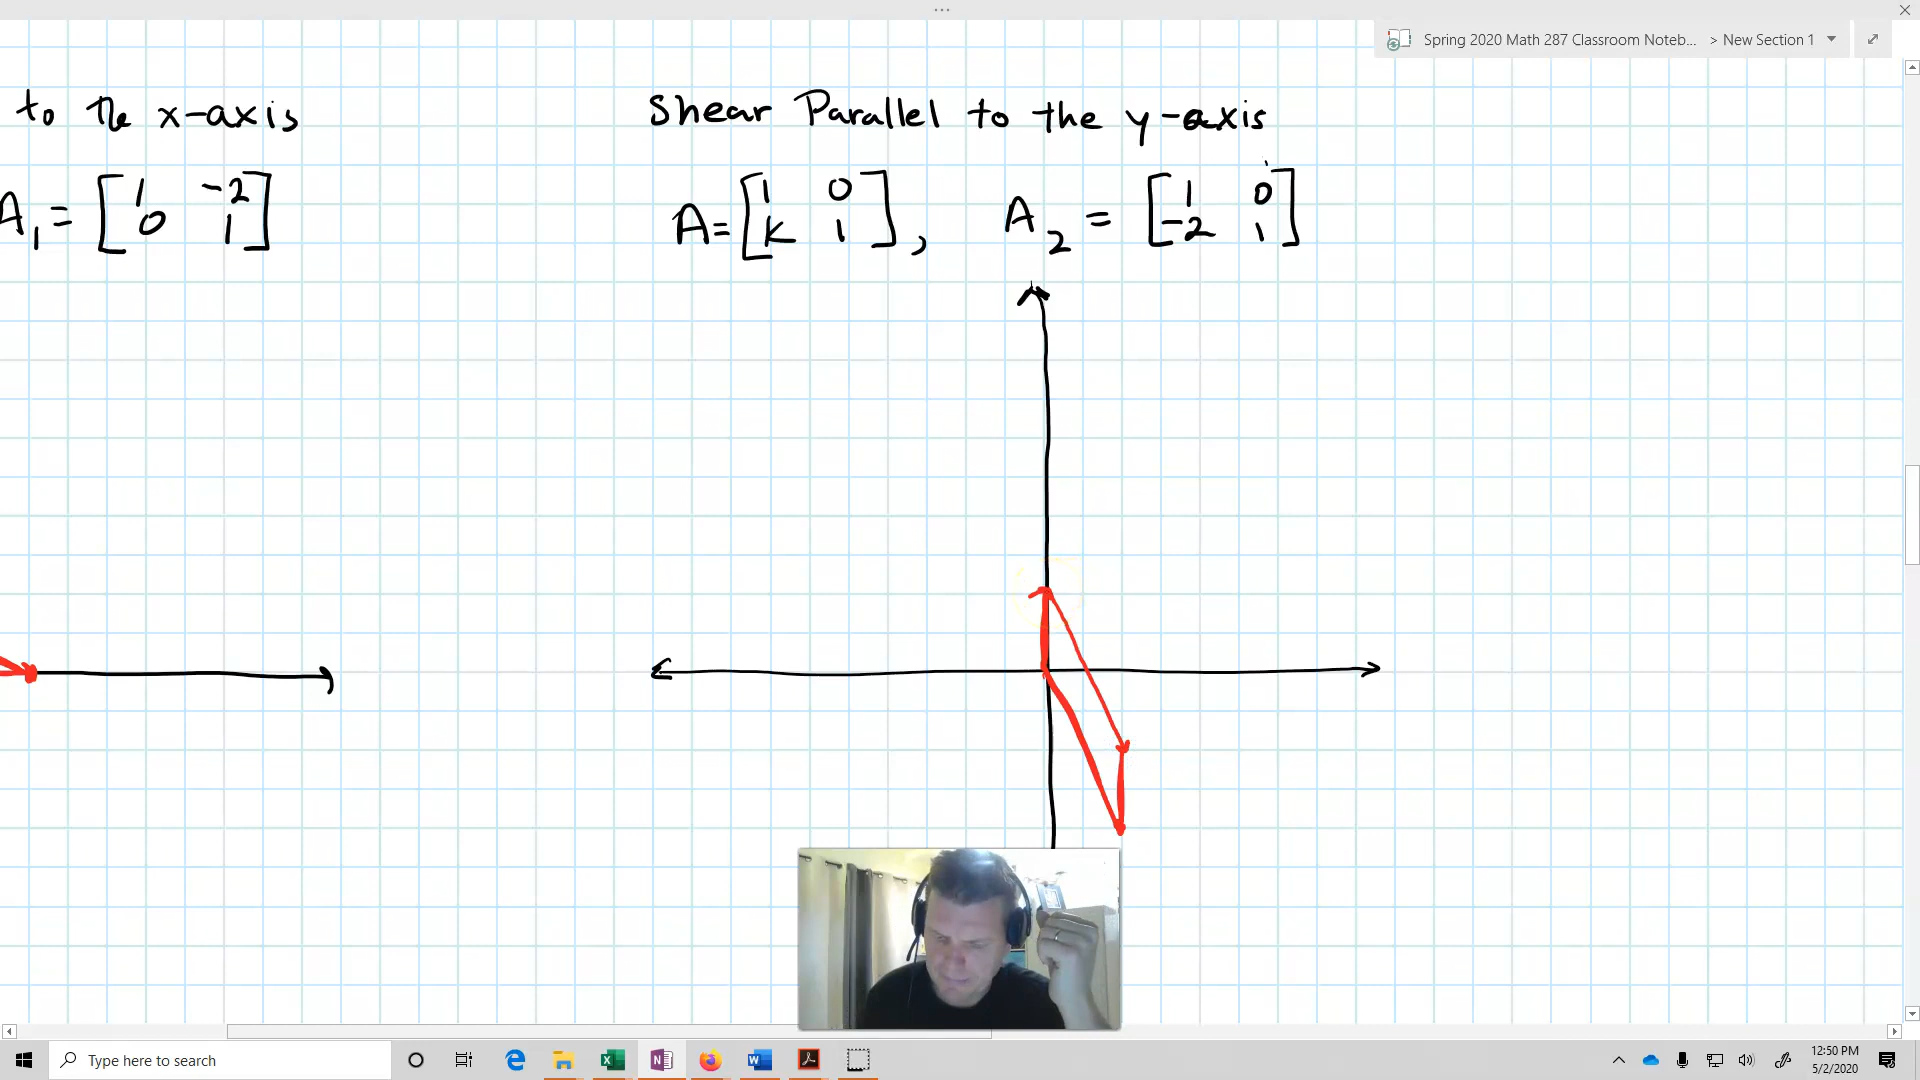 Spring 2020 Math 287 Classroom Noteb... > New Section 1
to the x-axis
A₁ = [1 -2
0 1]
Shear Parallel to the y-axis
A = [1 0
k 1], A₂ = [1 0
-2 1]
Type here to search
12:50 PM
5/2/2020